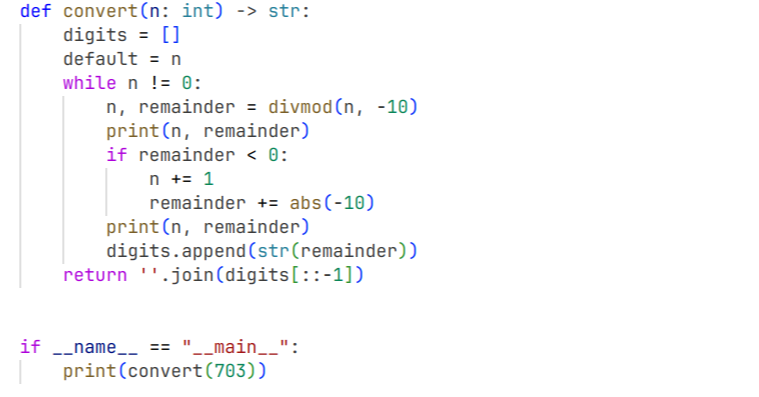 def convert(n: int) -> str:
    digits = []
    default = n
    while n != 0:
        n, remainder = divmod(n, -10)
        print(n, remainder)
        if remainder < 0:
            n += 1
            remainder += abs(-10)
        print(n, remainder)
        digits.append(str(remainder))
    return ''.join(digits[::-1])

if __name__ == "__main__":
    print(convert(703))